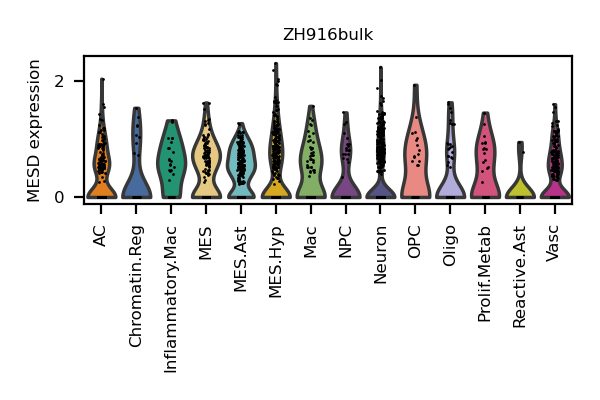 ZH916bulk
MESD expression
2
0
AC
Chromatin.Reg
Inflammatory.Mac
MES
MES.Ast
MES.Hyp
Mac
NPC
Neuron
OPC
Oligo
Prolif.Metab
Reactive.Ast
Vasc